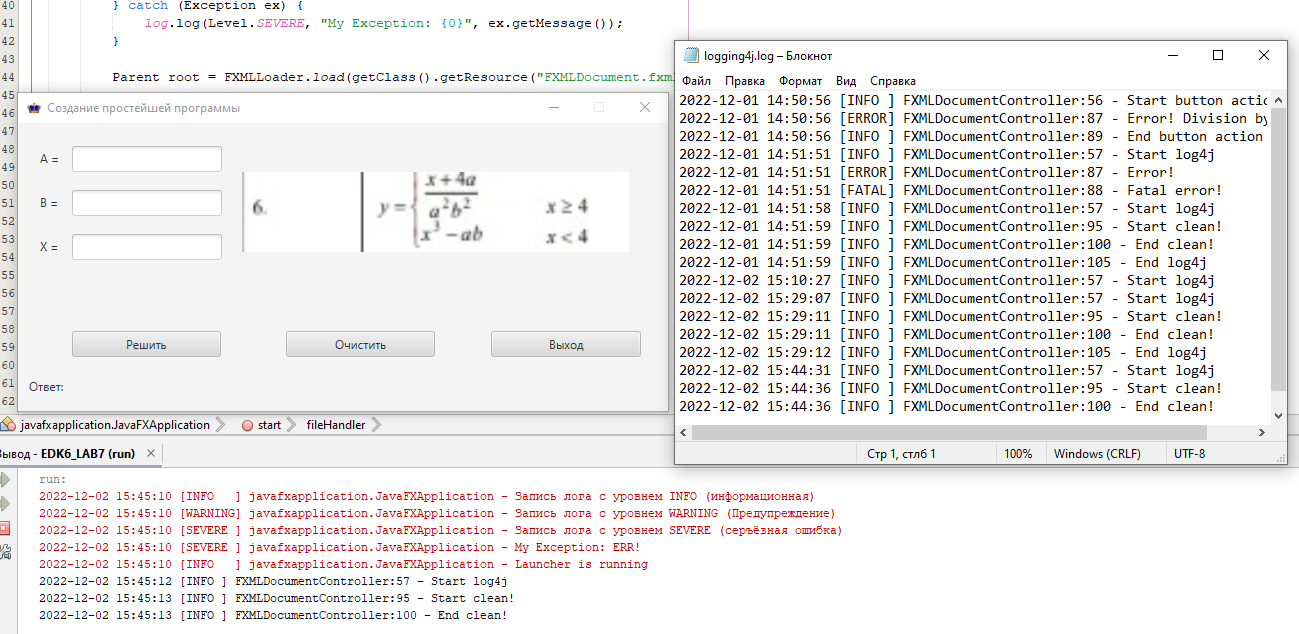 40 } catch (Exception ex) {
41 log.log(Level.SEVERE, "My Exception: {0}", ex.getMessage());
42 }
43
44 Parent root = FXMLLoader.load(getClass().getResource("FXMLDocument.fxml
45
46
47
48
49
50
51
52
53
54
55
56
57
58
59
60
61
62
Создание простейшей программы
A =
B =
X =
6.
y = { x + 4a / a²b² x ≥ 4
x³ − ab x < 4
Решить Очистить Выход
Ответ:
logging4j.log – Блокнот
Файл Правка Формат Вид Справка
2022-12-01 14:50:56 [INFO ] FXMLDocumentController:56 - Start button actic
2022-12-01 14:50:56 [ERROR] FXMLDocumentController:87 - Error! Division by
2022-12-01 14:50:56 [INFO ] FXMLDocumentController:89 - End button action
2022-12-01 14:51:51 [INFO ] FXMLDocumentController:57 - Start log4j
2022-12-01 14:51:51 [ERROR] FXMLDocumentController:87 - Error!
2022-12-01 14:51:51 [FATAL] FXMLDocumentController:88 - Fatal error!
2022-12-01 14:51:58 [INFO ] FXMLDocumentController:57 - Start log4j
2022-12-01 14:51:59 [INFO ] FXMLDocumentController:95 - Start clean!
2022-12-01 14:51:59 [INFO ] FXMLDocumentController:100 - End clean!
2022-12-01 14:51:59 [INFO ] FXMLDocumentController:105 - End log4j
2022-12-02 15:10:27 [INFO ] FXMLDocumentController:57 - Start log4j
2022-12-02 15:29:07 [INFO ] FXMLDocumentController:57 - Start log4j
2022-12-02 15:29:11 [INFO ] FXMLDocumentController:95 - Start clean!
2022-12-02 15:29:11 [INFO ] FXMLDocumentController:100 - End clean!
2022-12-02 15:29:12 [INFO ] FXMLDocumentController:105 - End log4j
2022-12-02 15:44:31 [INFO ] FXMLDocumentController:57 - Start log4j
2022-12-02 15:44:36 [INFO ] FXMLDocumentController:95 - Start clean!
2022-12-02 15:44:36 [INFO ] FXMLDocumentController:100 - End clean!
Стр 1, стлб 1 100% Windows (CRLF) UTF-8
javafxapplication.JavaFXApplication start fileHandler
Вывод - EDK6_LAB7 (run)
run:
2022-12-02 15:45:10 [INFO   ] javafxapplication.JavaFXApplication - Запись лога с уровнем INFO (информационная)
2022-12-02 15:45:10 [WARNING] javafxapplication.JavaFXApplication - Запись лога с уровнем WARNING (Предупреждение)
2022-12-02 15:45:10 [SEVERE ] javafxapplication.JavaFXApplication - Запись лога с уровнем SEVERE (серъёзная ошибка)
2022-12-02 15:45:10 [SEVERE ] javafxapplication.JavaFXApplication - My Exception: ERR!
2022-12-02 15:45:10 [INFO   ] javafxapplication.JavaFXApplication - Launcher is running
2022-12-02 15:45:12 [INFO ] FXMLDocumentController:57 - Start log4j
2022-12-02 15:45:13 [INFO ] FXMLDocumentController:95 - Start clean!
2022-12-02 15:45:13 [INFO ] FXMLDocumentController:100 - End clean!